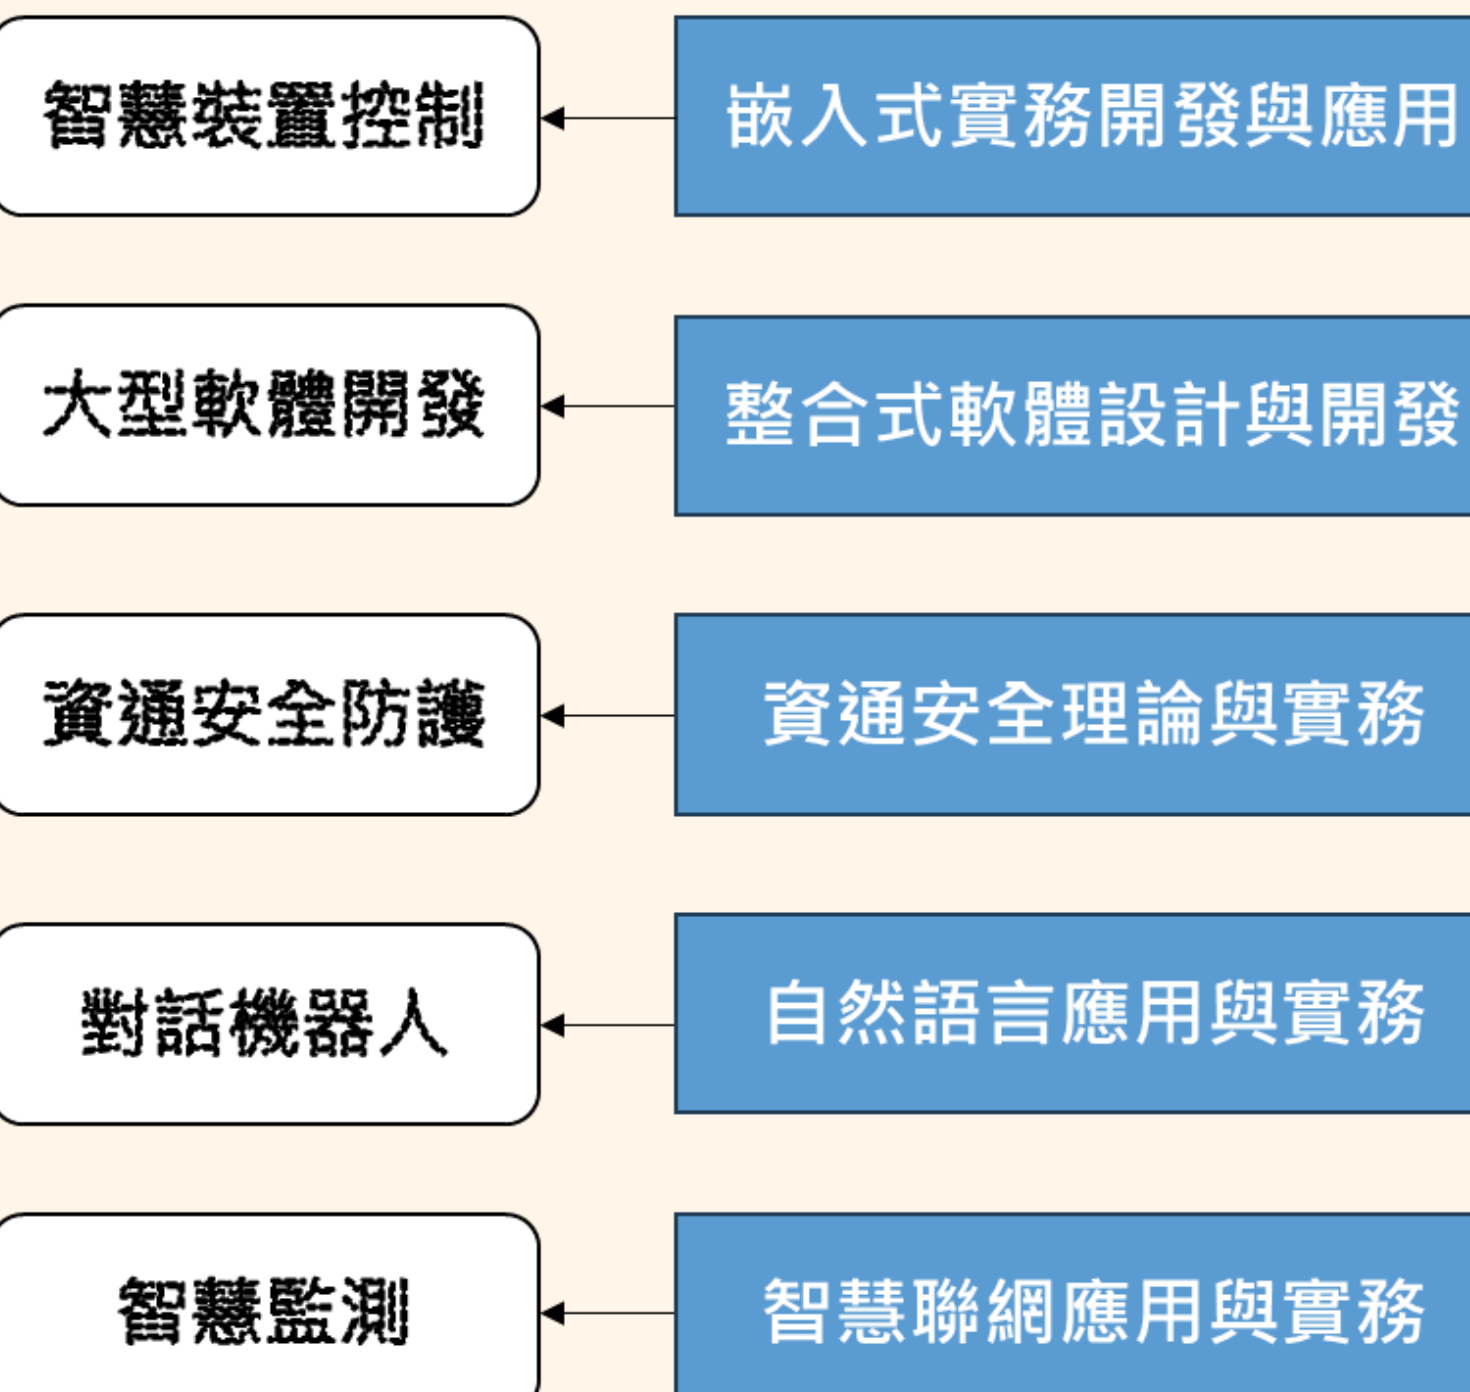 智慧裝置控制
嵌入式實務開發與應用
大型軟體開發
整合式軟體設計與開發
資通安全防護
資通安全理論與實務
對話機器人
自然語言應用與實務
智慧監測
智慧聯網應用與實務